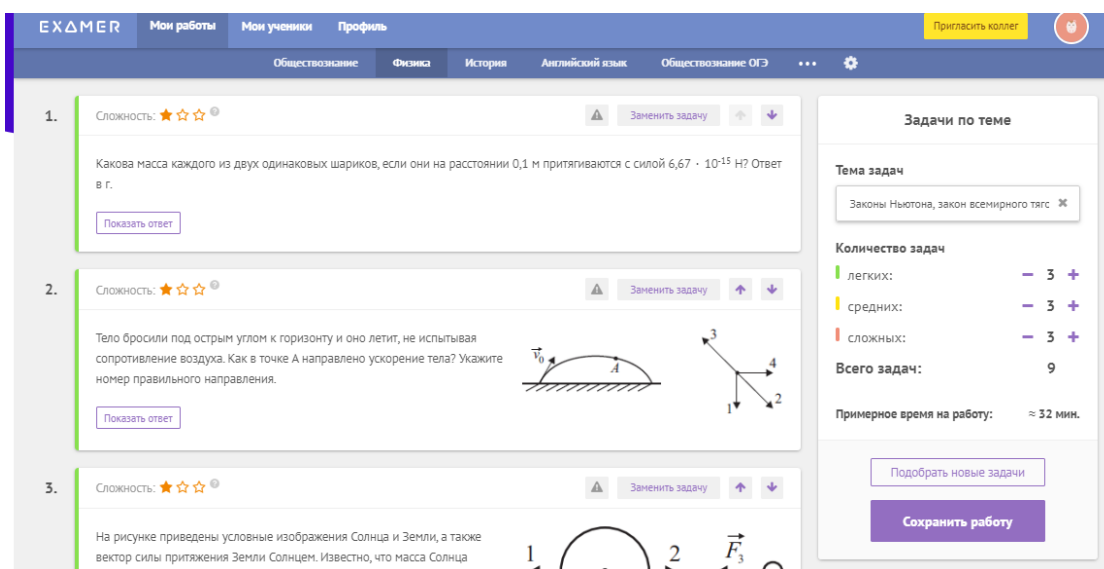 EXAMER Мои работы Мои ученики Профиль Пригласить коллег
Обществознание Физика История Английский язык Обществознание ОГЭ •••
1. Сложность: Заменить задачу
Какова масса каждого из двух одинаковых шариков, если они на расстоянии 0,1 м притягиваются с силой 6,67 · 10⁻¹⁵ Н? Ответ
в г.
Показать ответ
2. Сложность: Заменить задачу
Тело бросили под острым углом к горизонту и оно летит, не испытывая
сопротивление воздуха. Как в точке А направлено ускорение тела? Укажите
номер правильного направления.
v₀ A
3
4
1 2
Показать ответ
3. Сложность: Заменить задачу
На рисунке приведены условные изображения Солнца и Земли, а также
вектор силы притяжения Земли Солнцем. Известно, что масса Солнца
1 2 F₃
Задачи по теме
Тема задач
Законы Ньютона, закон всемирного тягс ✖
Количество задач
легких: − 3 +
средних: − 3 +
сложных: − 3 +
Всего задач: 9
Примерное время на работу: ≈ 32 мин.
Подобрать новые задачи
Сохранить работу